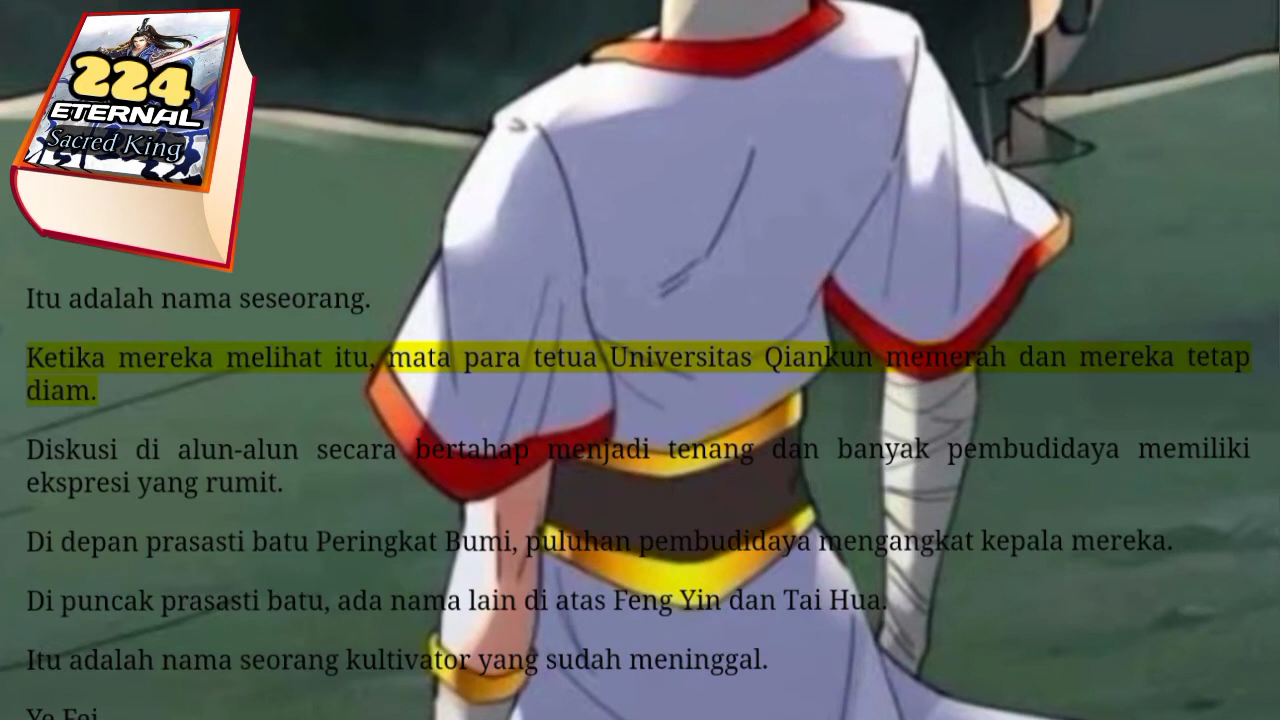 224
ETERNAL
Sacred King
Itu adalah nama seseorang.
Ketika mereka melihat itu, mata para tetua Universitas Qiankun memerah dan mereka tetap
diam.
Diskusi di alun-alun secara bertahap menjadi tenang dan banyak pembudidaya memiliki
ekspresi yang rumit.
Di depan prasasti batu Peringkat Bumi, puluhan pembudidaya mengangkat kepala mereka.
Di puncak prasasti batu, ada nama lain di atas Feng Yin dan Tai Hua.
Itu adalah nama seorang kultivator yang sudah meninggal.
Ye Fei